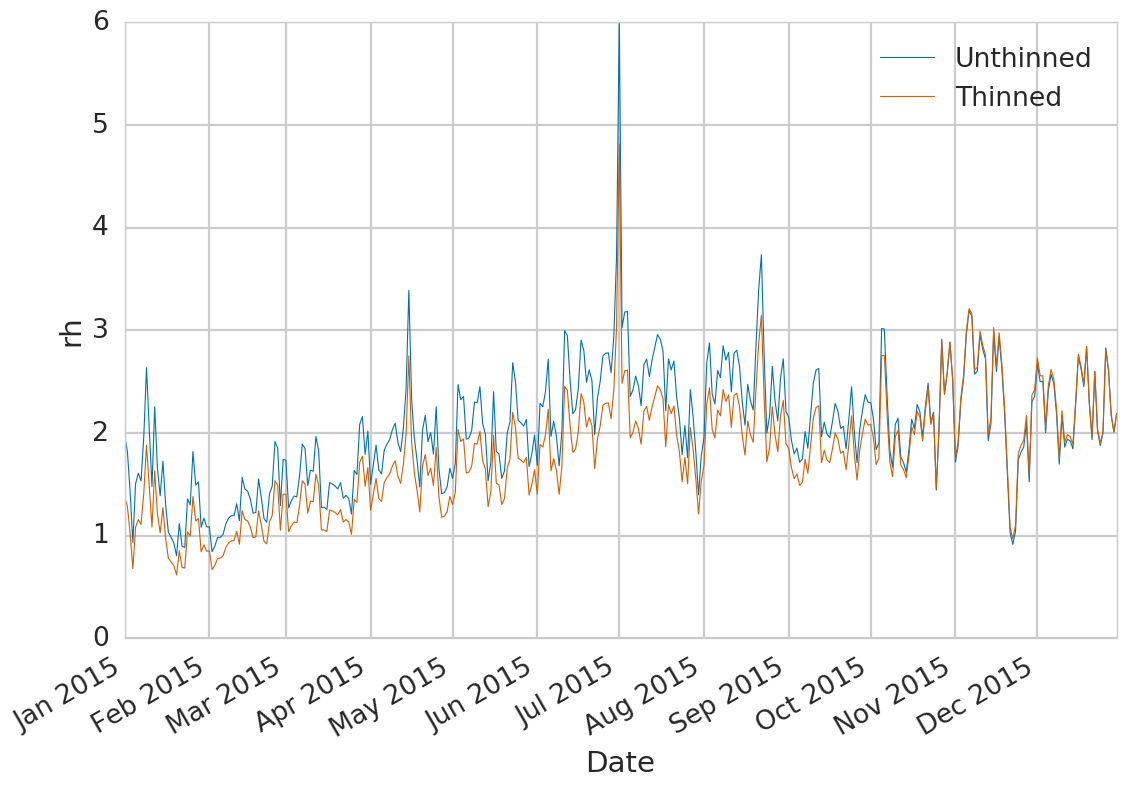 6
5
4
3
2
1
0
rh
Unthinned
Thinned
Jan 2015
Feb 2015
Mar 2015
Apr 2015
May 2015
Jun 2015
Jul 2015
Aug 2015
Sep 2015
Oct 2015
Nov 2015
Dec 2015
Date